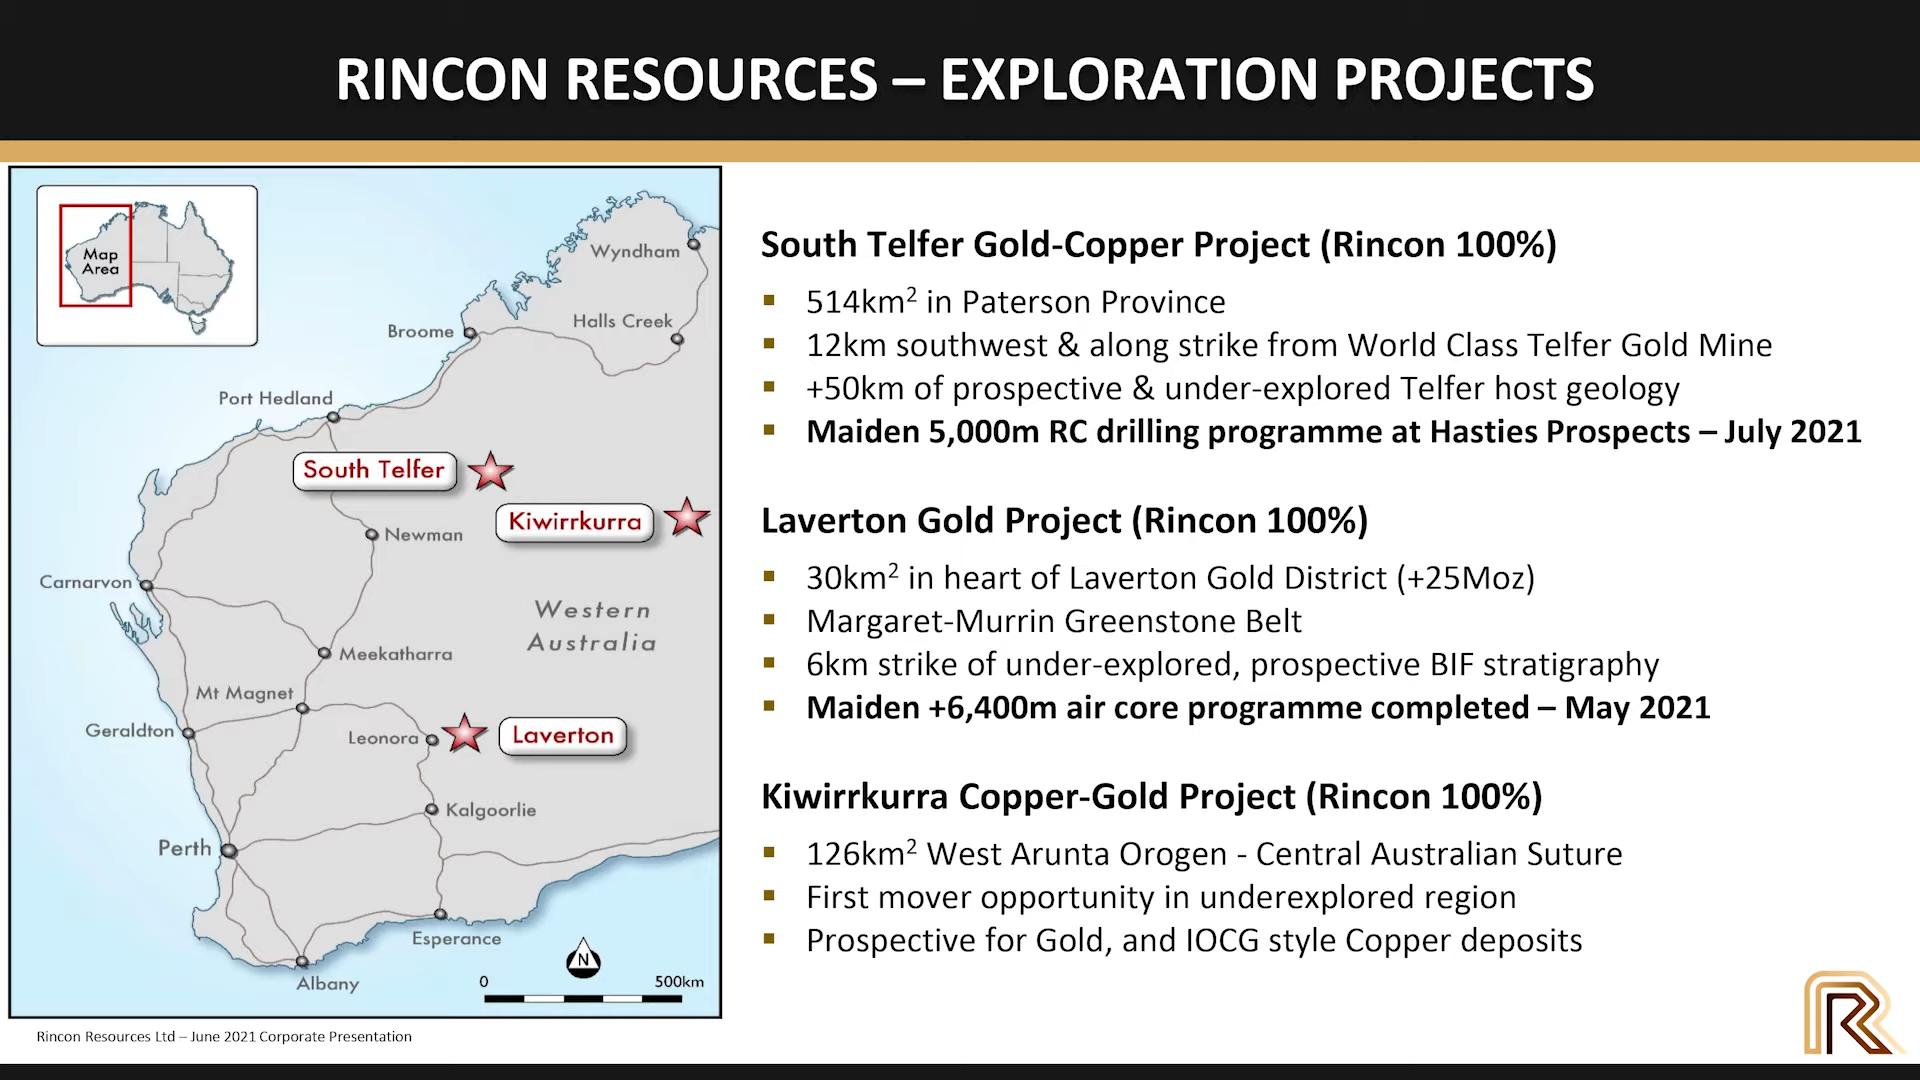 RINCON RESOURCES – EXPLORATION PROJECTS
Map
Area
Wyndham
Halls Creek
Broome
Port Hedland
South Telfer
Kiwirrkurra
Newman
Carnarvon
Western
Australia
Meekatharra
Mt Magnet
Geraldton
Leonora
Laverton
Kalgoorlie
Perth
Esperance
Albany
N
0 500km
South Telfer Gold-Copper Project (Rincon 100%)
▪ 514km² in Paterson Province
▪ 12km southwest & along strike from World Class Telfer Gold Mine
▪ +50km of prospective & under-explored Telfer host geology
▪ Maiden 5,000m RC drilling programme at Hasties Prospects – July 2021
Laverton Gold Project (Rincon 100%)
▪ 30km² in heart of Laverton Gold District (+25Moz)
▪ Margaret-Murrin Greenstone Belt
▪ 6km strike of under-explored, prospective BIF stratigraphy
▪ Maiden +6,400m air core programme completed – May 2021
Kiwirrkurra Copper-Gold Project (Rincon 100%)
▪ 126km² West Arunta Orogen - Central Australian Suture
▪ First mover opportunity in underexplored region
▪ Prospective for Gold, and IOCG style Copper deposits
Rincon Resources Ltd – June 2021 Corporate Presentation